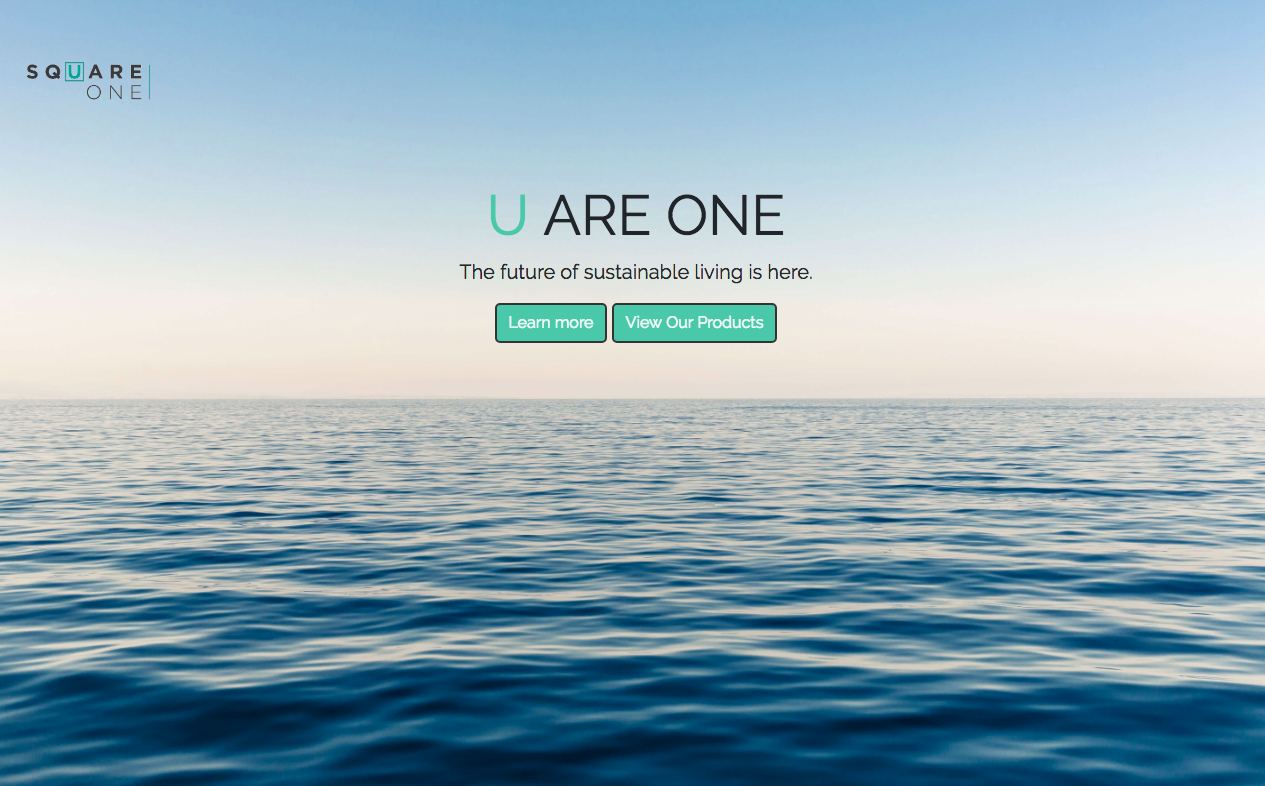 SQUARE
ONE
U ARE ONE
The future of sustainable living is here.
Learn more
View Our Products